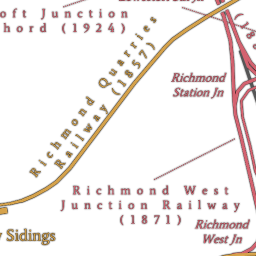 oft Junction
hord (1924)
Richmond Quarries
Railway (1857)
Richmond
Station Jn
Richmond West
Junction Railway
(1871)
Richmond
West Jn
Sidings